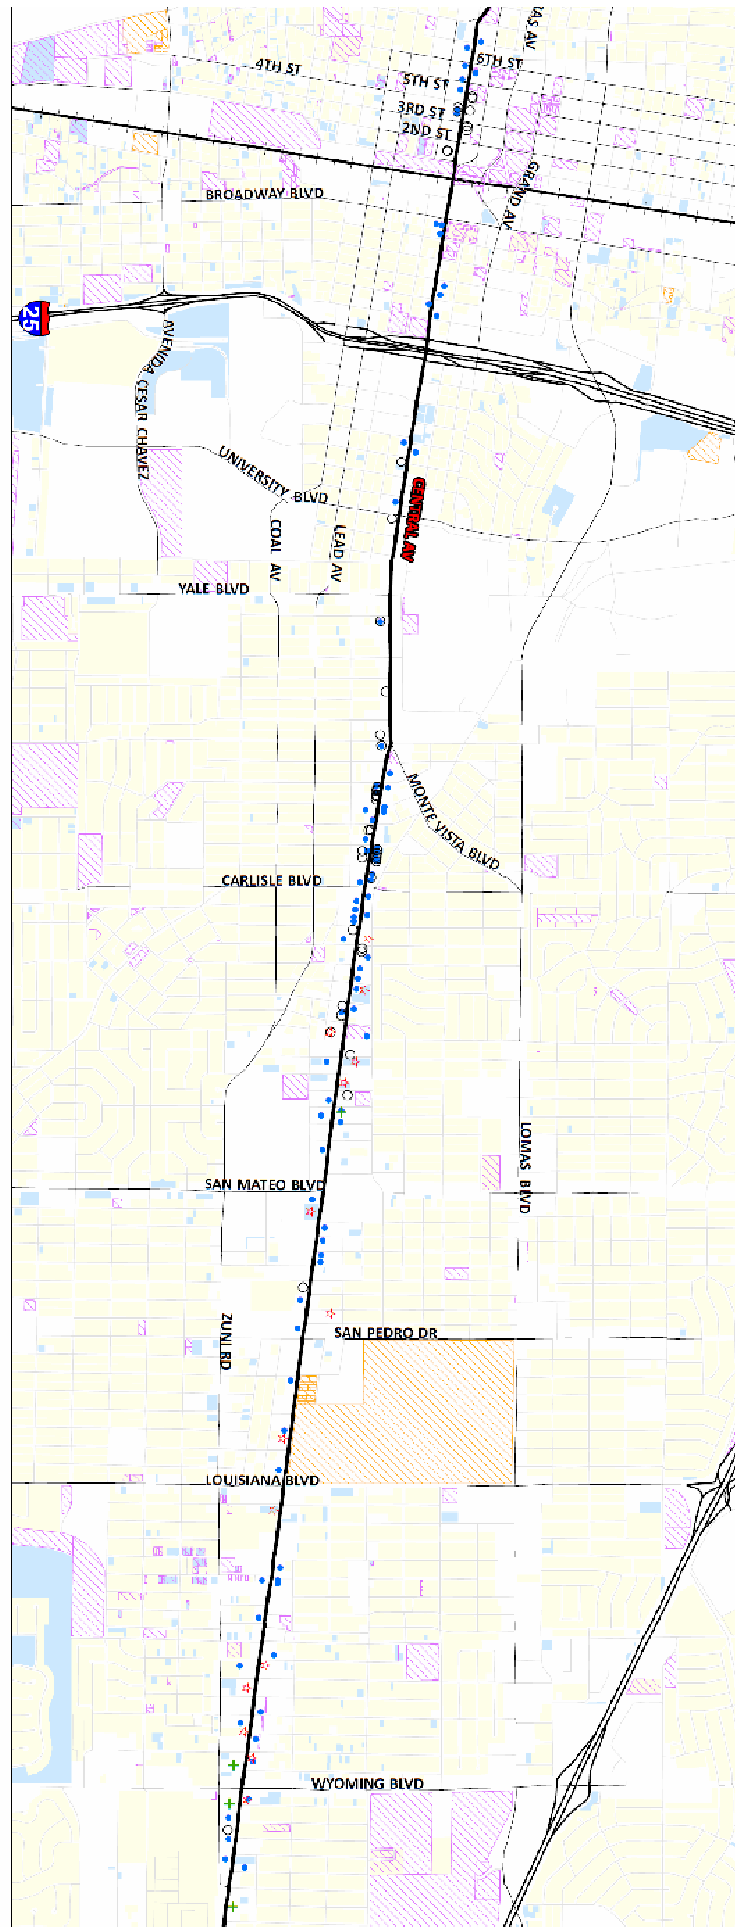 AS AV
6TH ST
4TH ST
5TH ST
3RD ST
2ND ST
GRAND AV
BROADWAY BLVD
25
AVENIDA CESAR CHAVEZ
UNIVERSITY BLVD
CENTRAL AV
COAL AV
LEAD AV
YALE BLVD
MONTE VISTA BLVD
CARLISLE BLVD
LOMAS BLVD
SAN MATEO BLVD
ZUNI RD
SAN PEDRO DR
LOUISIANA BLVD
WYOMING BLVD